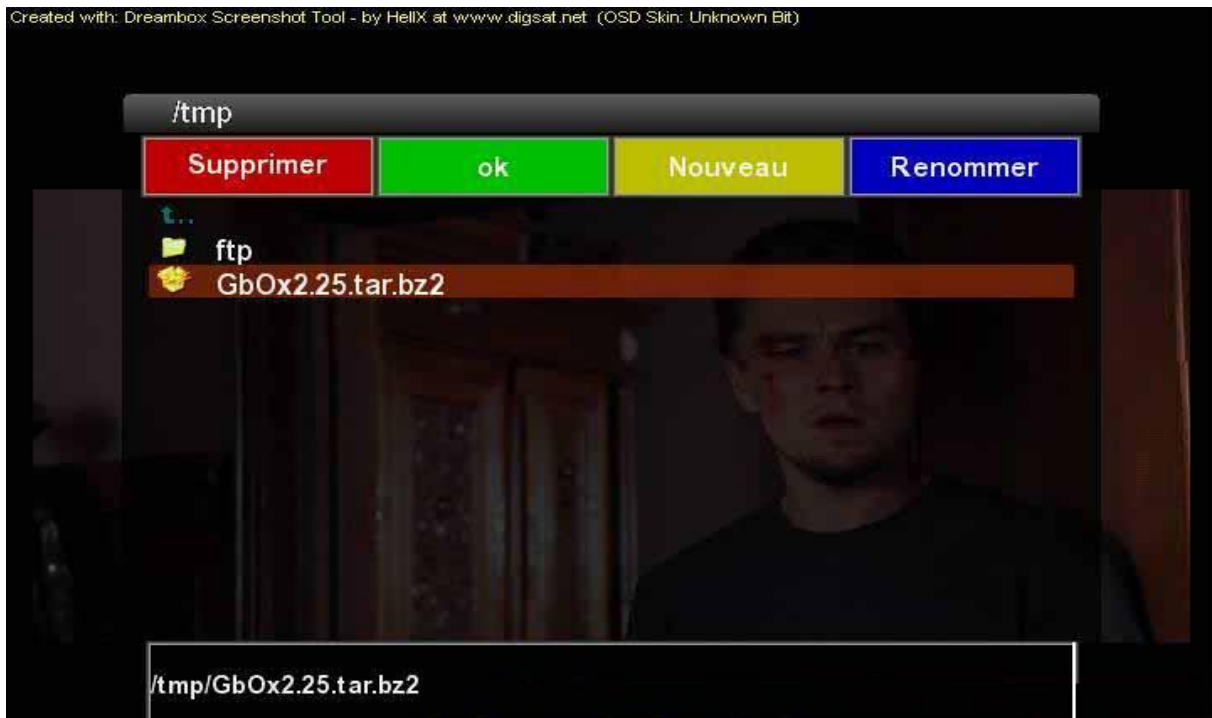 Created with: Dreambox Screenshot Tool - by HellX at www.digsat.net (OSD Skin: Unknown Bit)
/tmp
Supprimer ok Nouveau Renommer
t..
ftp
GbOx2.25.tar.bz2
/tmp/GbOx2.25.tar.bz2